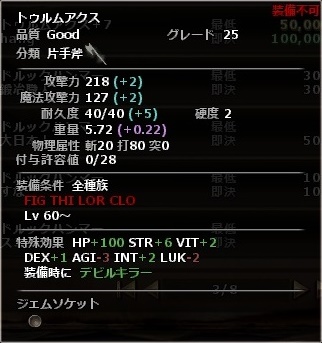 装備不可
トゥルムアクス
品質 Good グレード 25
分類 片手斧
攻撃力 218 (+2)
魔法攻撃力 127 (+2)
耐久度 40/40 (+5) 硬度 2
重量 5.72 (+0.22)
物理属性 斬20 打80 突0
付与許容値 0/28
装備条件 全種族
FIG THI LOR CLO
Lv 60～
特殊効果 HP+100 STR+6 VIT+2
DEX+1 AGI-3 INT+2 LUK-2
装備時に デビルキラー
3/8
ジェムソケット